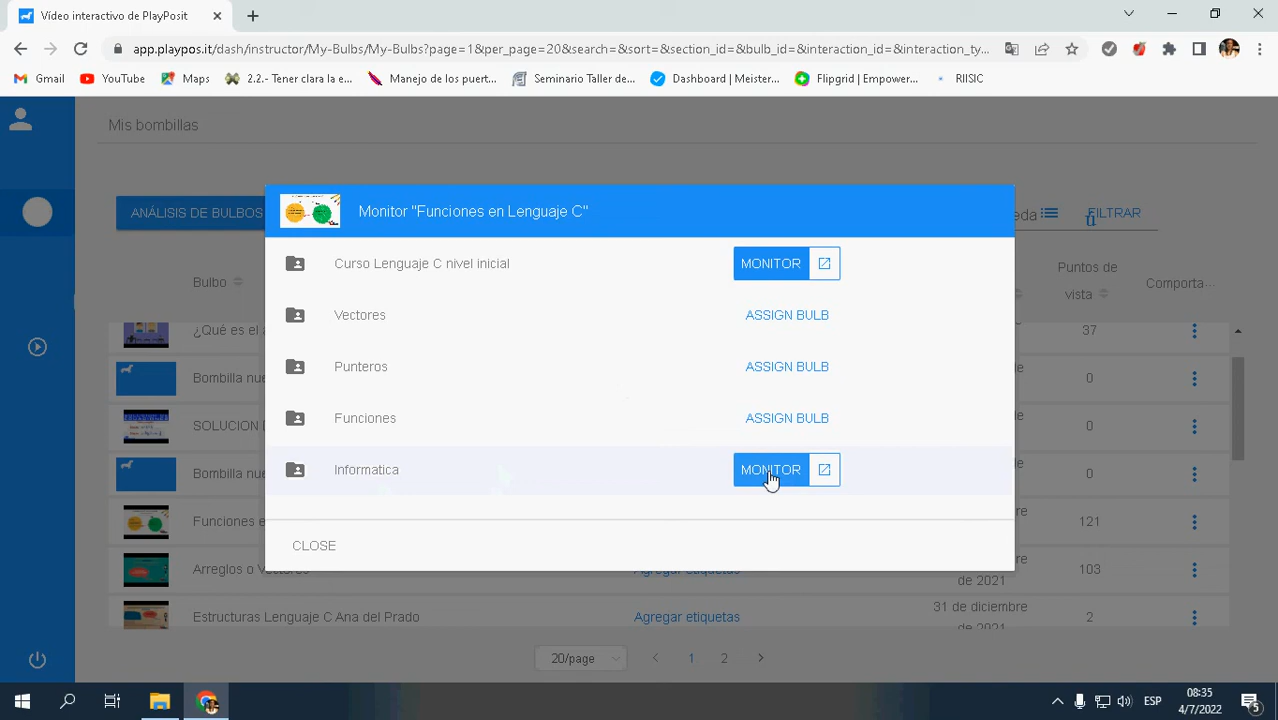 Vídeo interactivo de PlayPosit
app.playpos.it/dash/instructor/My-Bulbs/My-Bulbs?page=1&per_page=20&search=&sort=&section_id=&bulb_id=&interaction_id=&interaction_ty...
Gmail YouTube Maps 2.2.- Tener clara la e... Manejo de los puert... Seminario Taller de... Dashboard | Meister... Flipgrid | Empower... RIISIC
Mis bombillas
ANÁLISIS DE BULBOS
eda
FILTRAR
Bulbo
Puntos de vista
Comporta...
Monitor "Funciones en Lenguaje C"
Curso Lenguaje C nivel inicial MONITOR
Vectores ASSIGN BULB
Punteros ASSIGN BULB
Funciones ASSIGN BULB
Informatica MONITOR
CLOSE
¿Qué es el a 37
Bombilla nue 0
SOLUCION D
Bombilla nue 0
Funciones e 121
Arreglos o Vectores Agregar etiquetas de 2021 103
Estructuras Lenguaje C Ana del Prado Agregar etiquetas 31 de diciembre de 2021 2
20/page 1 2
ESP
08:35
4/7/2022
5